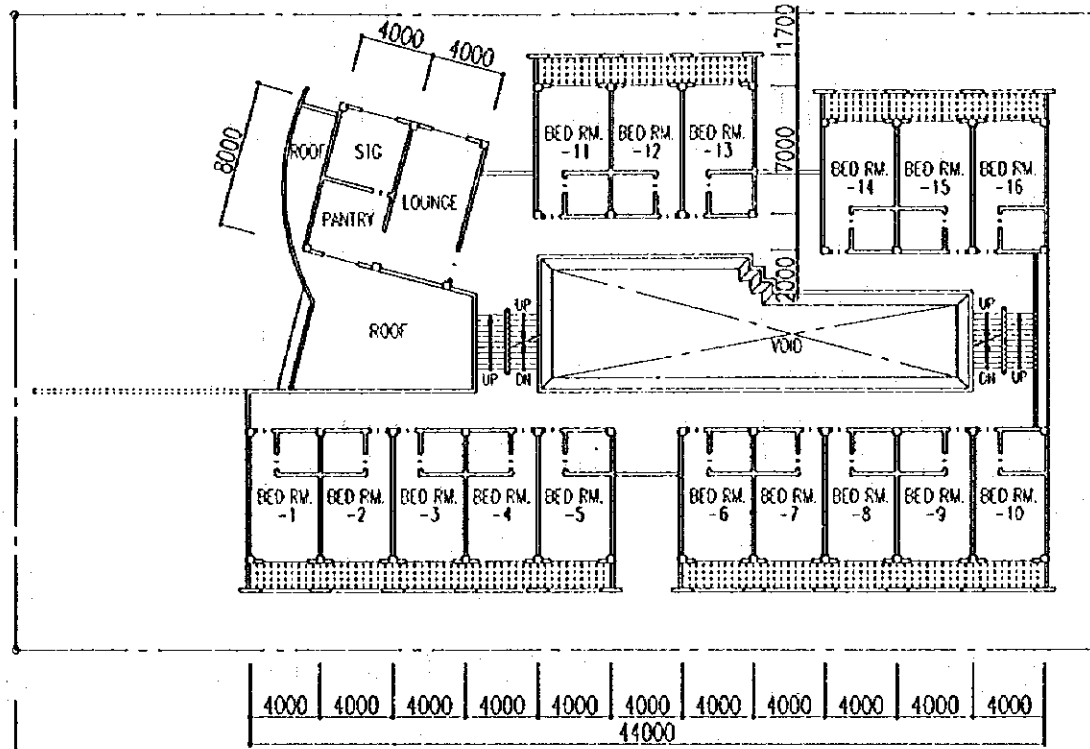 4000
4000
1700
8000
ROOF
STG
BED RM.
-11
BED RM.
-12
BED RM.
-13
7000
BED RM.
-14
BED RM.
-15
BED RM.
-16
PANTRY
LOUNGE
2000
ROOF
UP
UP
DN
VOID
UP
DN
UP
BED RM.
-1
BED RM.
-2
BED RM.
-3
BED RM.
-4
BED RM.
-5
BED RM.
-6
BED RM.
-7
BED RM.
-8
BED RM.
-9
BED RM.
-10
4000
4000
4000
4000
4000
4000
4000
4000
4000
4000
4000
44000